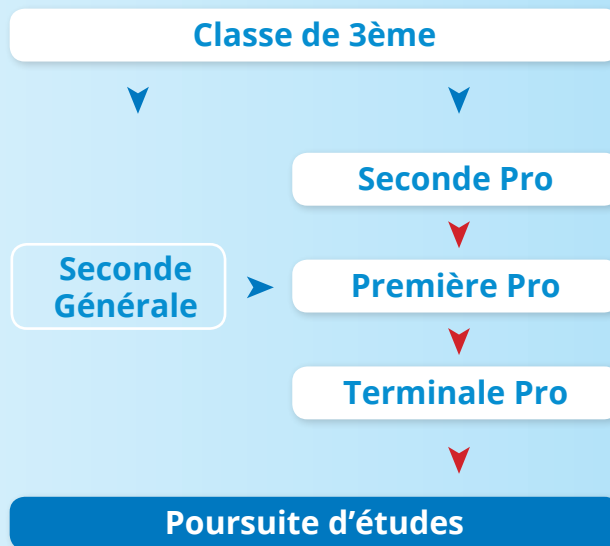 Classe de 3ème
Seconde Pro
Seconde
Générale
Première Pro
Terminale Pro
Poursuite d’études